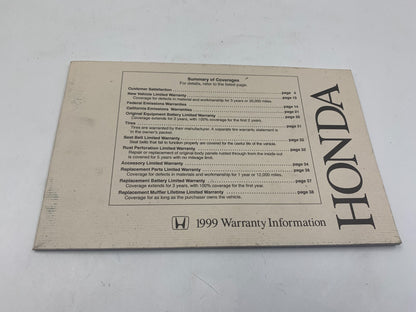 Summary of Coverages
For details, refer to the listed page.
Customer Satisfaction page 4
New Vehicle Limited Warranty page 13
Coverage for defects in material and workmanship for 3 years or 36,000 miles.
Federal Emissions Warranties page 14
California Emissions Warranties page 21
Original Equipment Battery Limited Warranty page 30
Coverage extends for 3 years, with 100% coverage for the first 2 years.
Tires page 31
Tires are warranted by their manufacturer. A separate tire warranty statement is
in the owner's packet.
Seat Belt Limited Warranty page 32
Seat belts that fail to function properly are covered for the useful life of the vehicle.
Rust Perforation Limited Warranty page 32
Repair or replacement of original body panels rusted through from the inside-out
is covered for 5 years with no mileage limit.
Accessory Limited Warranty page 34
Replacement Parts Limited Warranty page 36
Coverage for defects in materials and workmanship for 1 year or 12,000 miles.
Replacement Battery Limited Warranty page 37
Coverage extends for 3 years, with 100% coverage for the first year.
Replacement Muffler Lifetime Limited Warranty page 38
Coverage for as long as the purchaser owns the vehicle.
1999 Warranty Information
HONDA